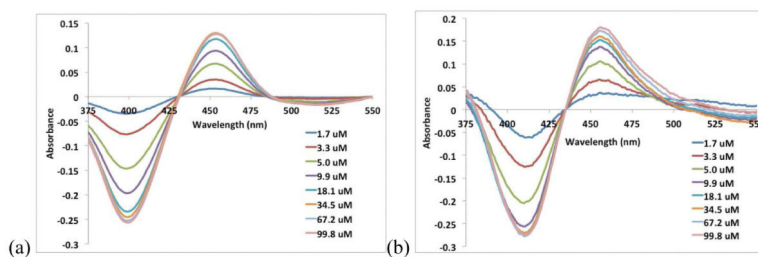 (a)
Absorbance
0.15
0.1
0.05
0
-0.05
-0.1
-0.15
-0.2
-0.25
-0.3
375 400 425 450 475 500 525 550
Wavelength (nm)
1.7 uM
3.3 uM
5.0 uM
9.9 uM
18.1 uM
34.5 uM
67.2 uM
99.8 uM
(b)
Absorbance
0.2
0.15
0.1
0.05
0
-0.05
-0.1
-0.15
-0.2
-0.25
-0.3
375 400 425 450 475 500 525 550
Wavelength (nm)
1.7 uM
3.3 uM
5.0 uM
9.9 uM
18.1 uM
34.5 uM
67.2 uM
99.8 uM